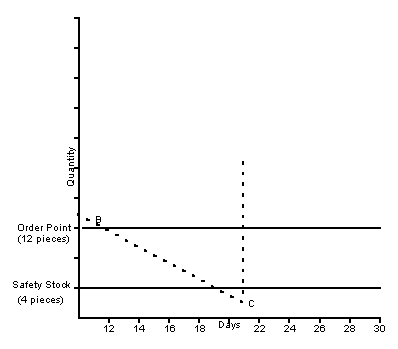 Quantity
B
Order Point
(12 pieces)
Safety Stock
(4 pieces)
C
Days
12 14 16 18 20 22 24 26 28 30